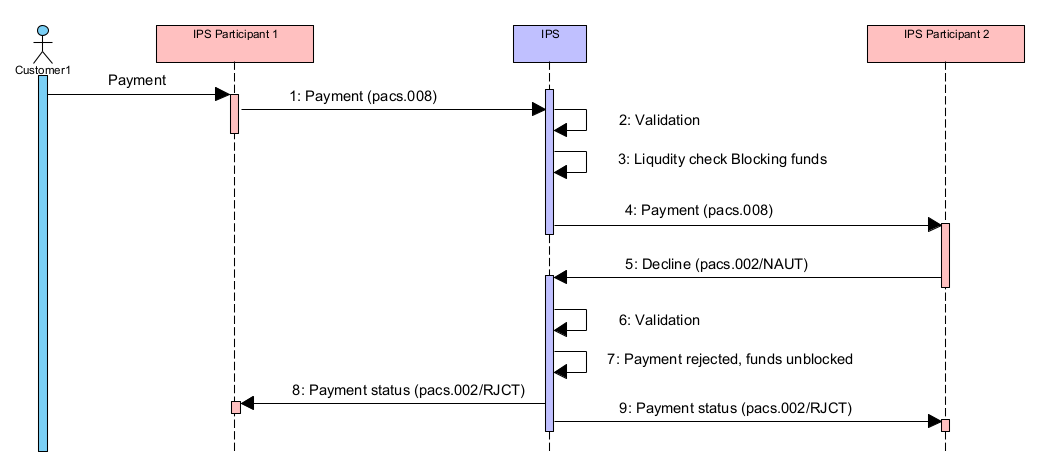 IPS Participant 1
IPS
IPS Participant 2
Customer1
Payment
1: Payment (pacs.008)
2: Validation
3: Liqudity check Blocking funds
4: Payment (pacs.008)
5: Decline (pacs.002/NAUT)
6: Validation
7: Payment rejected, funds unblocked
8: Payment status (pacs.002/RJCT)
9: Payment status (pacs.002/RJCT)